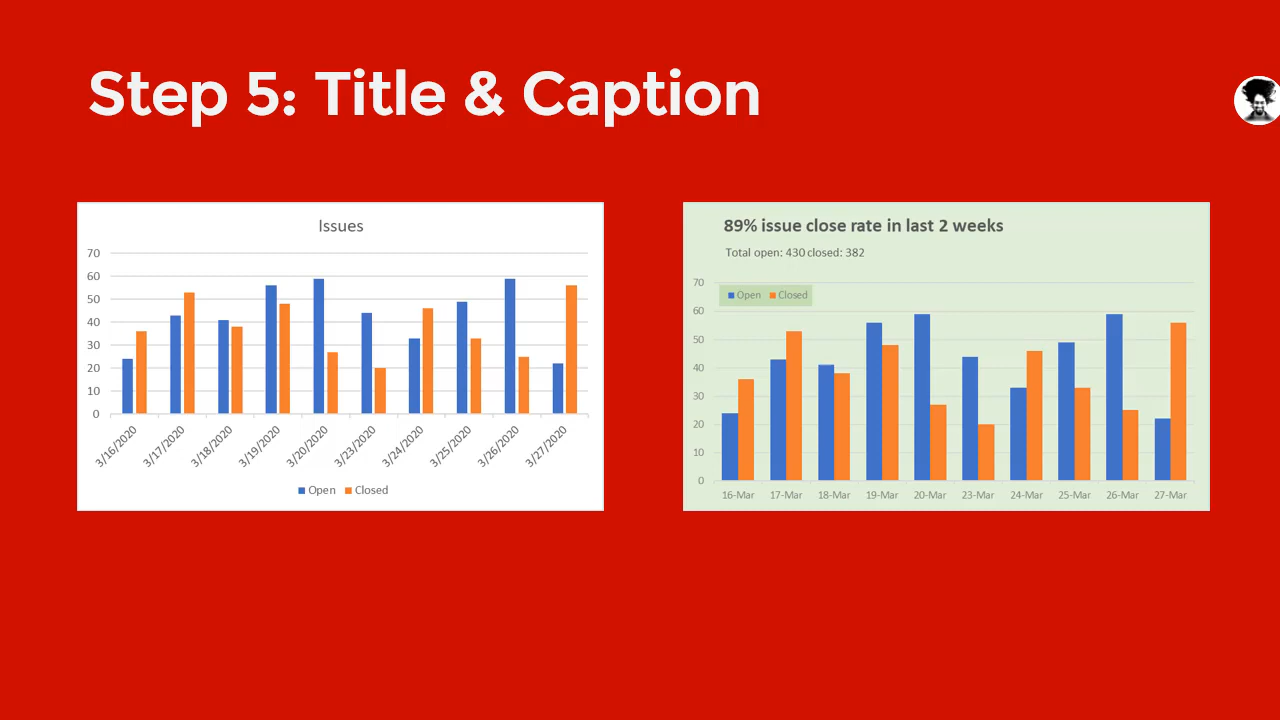 Step 5: Title & Caption
Issues
70
60
50
40
30
20
10
0
3/16/2020 3/17/2020 3/18/2020 3/19/2020 3/20/2020 3/23/2020 3/24/2020 3/25/2020 3/26/2020 3/27/2020
Open Closed
89% issue close rate in last 2 weeks
Total open: 430 closed: 382
70
Open Closed
60
50
40
30
20
10
0
16-Mar 17-Mar 18-Mar 19-Mar 20-Mar 23-Mar 24-Mar 25-Mar 26-Mar 27-Mar